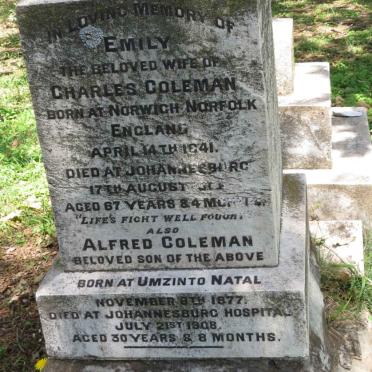 IN LOVING MEMORY OF
EMILY
THE BELOVED WIFE OF
CHARLES COLEMAN
BORN AT NORWICH NORFOLK
ENGLAND
APRIL 14TH 1841.
DIED AT JOHANNESBURG
17TH AUGUST
AGED 67 YEARS & 4 MONTHS.
"LIFE'S FIGHT WELL FOUGHT"
ALSO
ALFRED COLEMAN
BELOVED SON OF THE ABOVE
BORN AT UMZINTO NATAL
NOVEMBER 8TH 1877.
DIED AT JOHANNESBURG HOSPITAL
JULY 21ST 1908.
AGED 30 YEARS & 8 MONTHS.